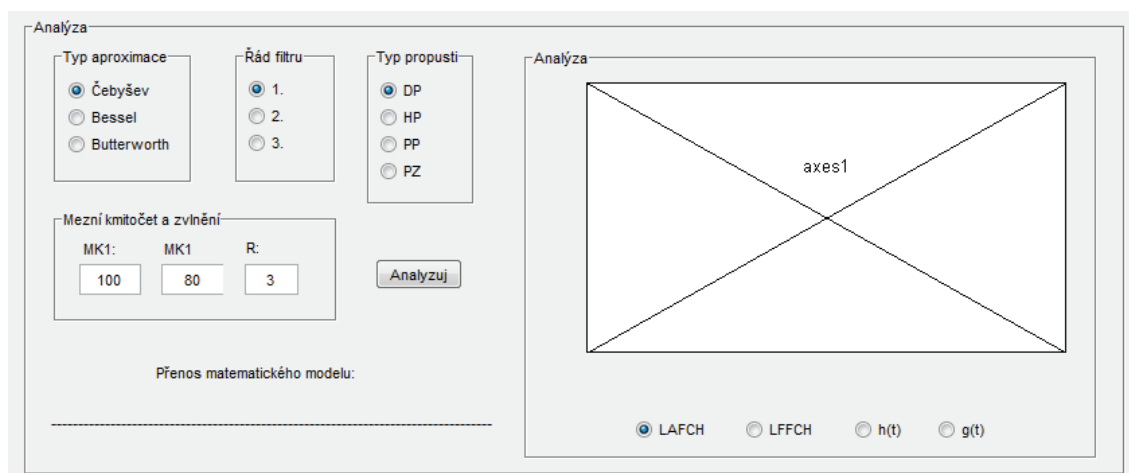 Analýza
Typ aproximace
Čebyšev
Bessel
Butterworth
Řád filtru
1.
2.
3.
Typ propusti
DP
HP
PP
PZ
Mezní kmitočet a zvlnění
MK1: MK1 R:
100 80 3
Analyzuj
Přenos matematického modelu:
Analýza
axes1
LAFCH LFFCH h(t) g(t)